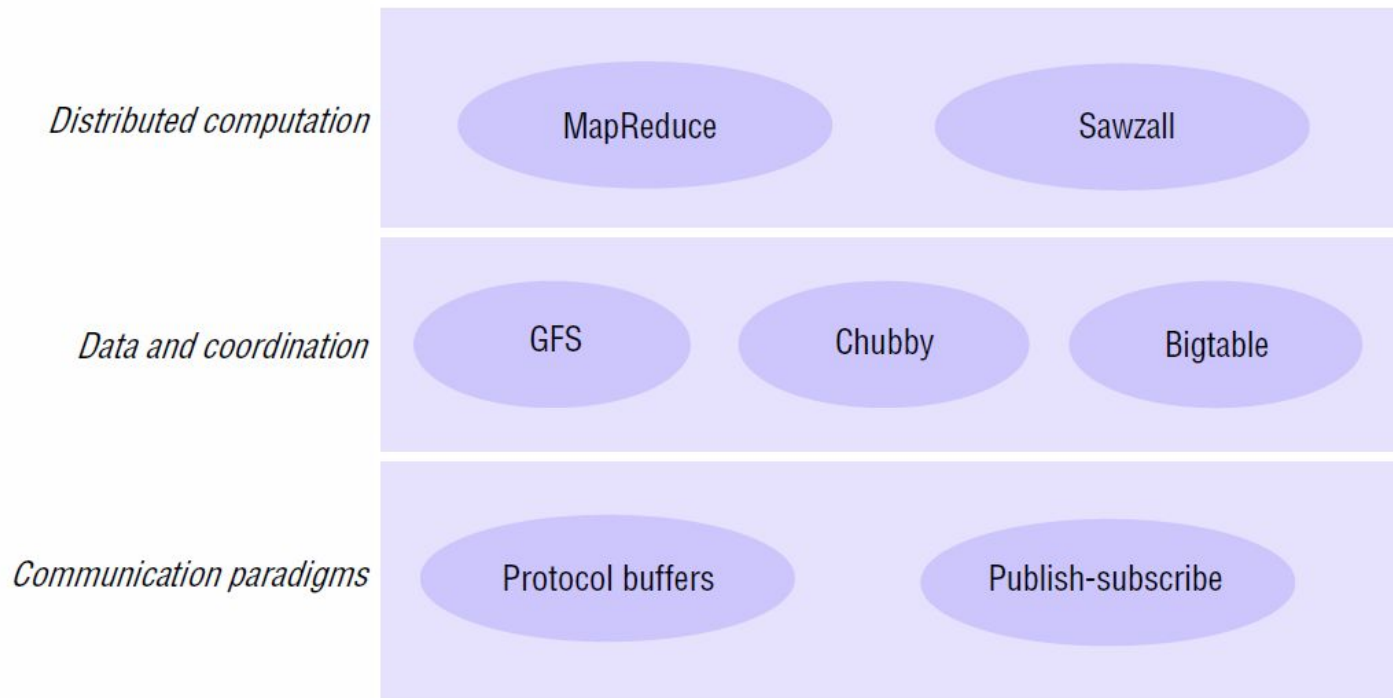 Distributed computation
MapReduce
Sawzall
Data and coordination
GFS
Chubby
Bigtable
Communication paradigms
Protocol buffers
Publish-subscribe